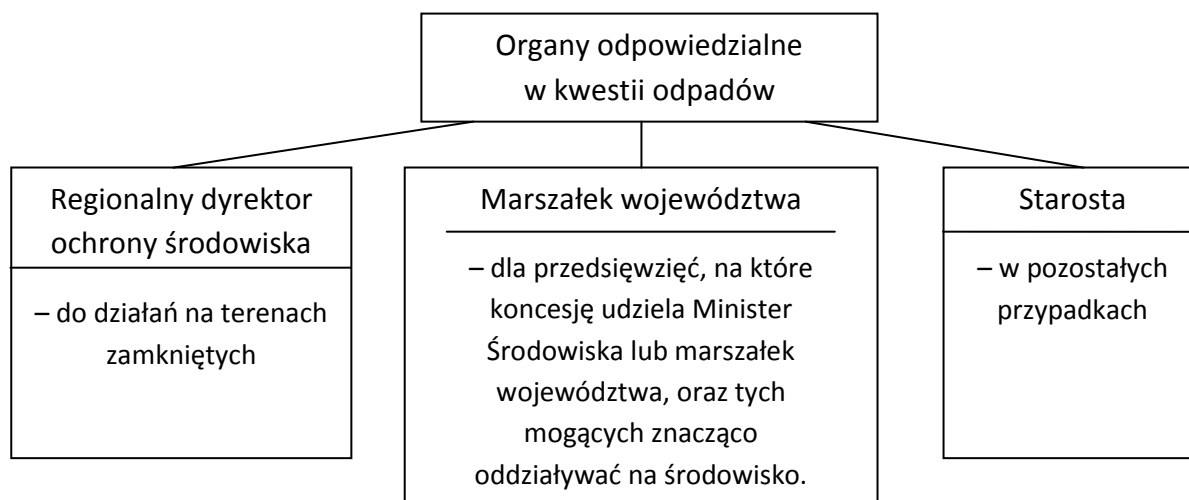 Organy odpowiedzialne
w kwestii odpadów
Regionalny dyrektor
ochrony środowiska
– do działań na terenach
zamkniętych
Marszałek województwa
– dla przedsięwzięć, na które
koncesję udziela Minister
Środowiska lub marszałek
województwa, oraz tych
mogących znacząco
oddziaływać na środowisko.
Starosta
– w pozostałych
przypadkach